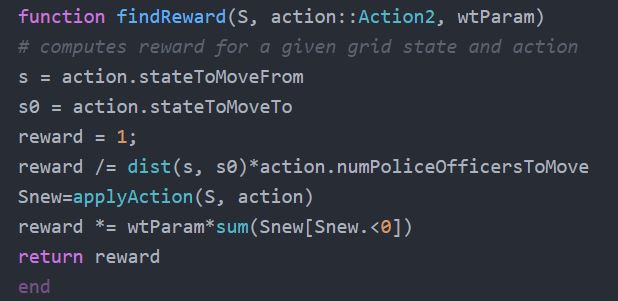 function findReward(S, action::Action2, wtParam)
# computes reward for a given grid state and action
s = action.stateToMoveFrom
s0 = action.stateToMoveTo
reward = 1;
reward /= dist(s, s0)*action.numPoliceOfficersToMove
Snew=applyAction(S, action)
reward *= wtParam*sum(Snew[Snew.<0])
return reward
end